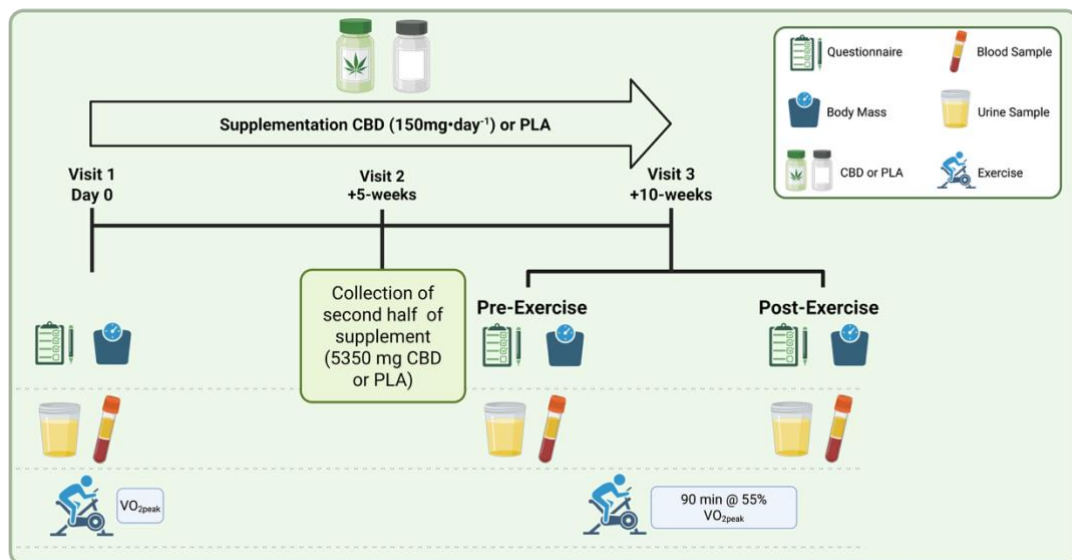 Supplementation CBD (150mg•day⁻¹) or PLA
Visit 1
Day 0
Visit 2
+5-weeks
Visit 3
+10-weeks
Questionnaire
Blood Sample
Body Mass
Urine Sample
CBD or PLA
Exercise
Collection of
second half of
supplement
(5350 mg CBD
or PLA)
Pre-Exercise
Post-Exercise
VO₂peak
90 min @ 55%
VO₂peak